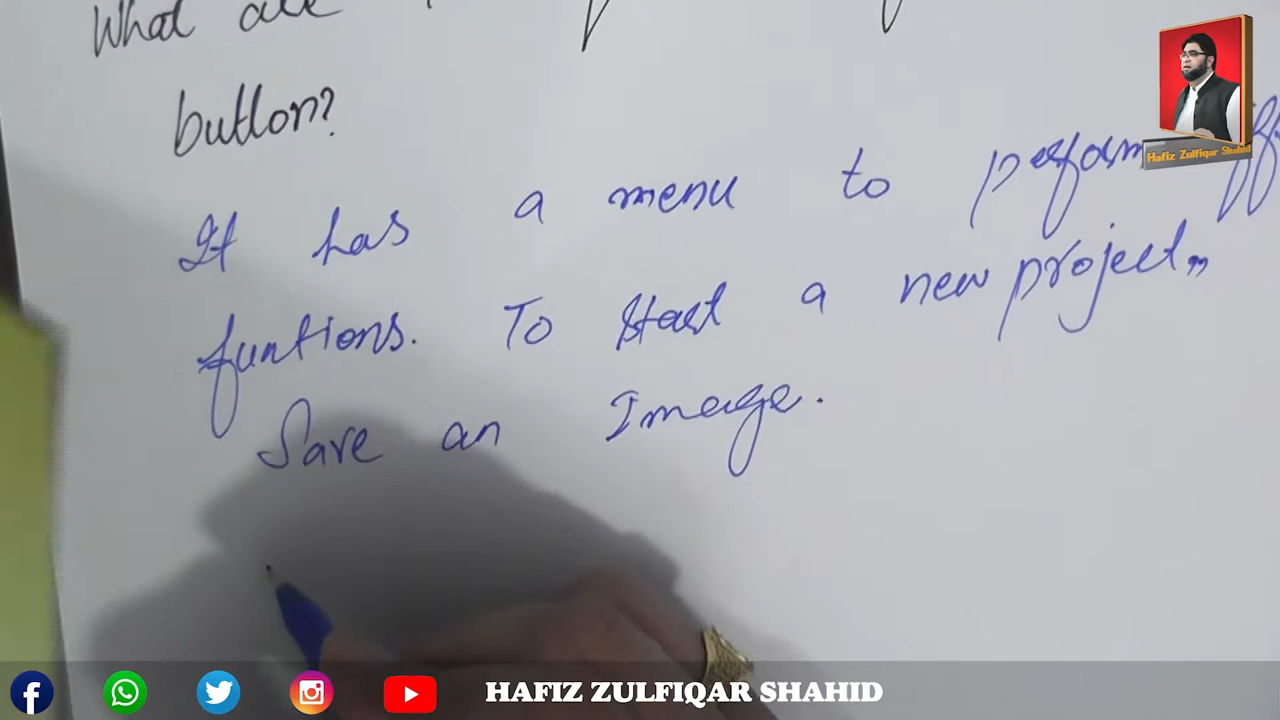 What are
button?
It has a menu to perform
funtions. To start a new project,,
Save an Image.
Hafiz Zulfiqar Shahid
HAFIZ ZULFIQAR SHAHID